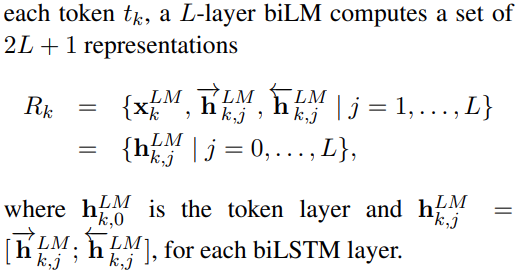 each token $t_k$, a $L$-layer biLM computes a set of
$2L + 1$ representations
$R_k = \{\mathbf{x}_k^{LM}, \overrightarrow{\mathbf{h}}_{k,j}^{LM}, \overleftarrow{\mathbf{h}}_{k,j}^{LM} \mid j = 1, \ldots, L\}$
$= \{\mathbf{h}_{k,j}^{LM} \mid j = 0, \ldots, L\},$
where $\mathbf{h}_{k,0}^{LM}$ is the token layer and $\mathbf{h}_{k,j}^{LM} =$
$[\overrightarrow{\mathbf{h}}_{k,j}^{LM}; \overleftarrow{\mathbf{h}}_{k,j}^{LM}]$, for each biLSTM layer.